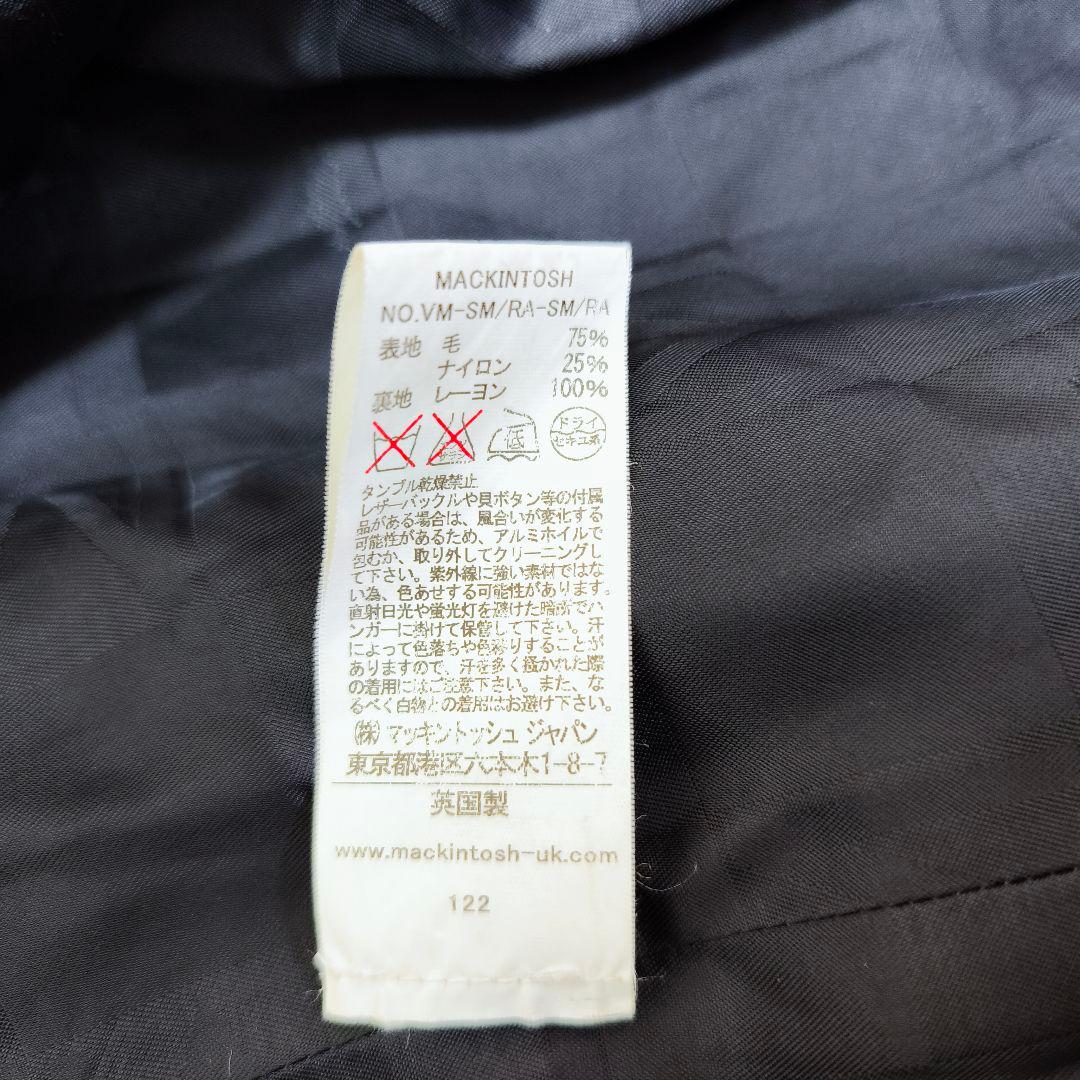 MACKINTOSH
NO.VM-SM/RA-SM/RA
表地 毛 75%
ナイロン 25%
裏地 レーヨン 100%
低 ドライ
セキユ系
タンブル乾燥禁止
レザーバックルや貝ボタン等の付属
品がある場合は、風合いが変化する
可能性があるため、アルミホイルで
包むか、取り外してクリーニングし
て下さい。紫外線に強い素材ではな
い為、色あせする可能性があります。
直射日光や蛍光灯を避けた暗所でハ
ンガーに掛けて保管して下さい。汗
によって色落ちや色移りすることが
ありますので、汗を多く掻かれた際
の着用にはご注意下さい。また、な
るべく白物との着用はお避け下さい。
㈱マッキントッシュ ジャパン
東京都港区六本木1-8-7
英国製
www.mackintosh-uk.com
122